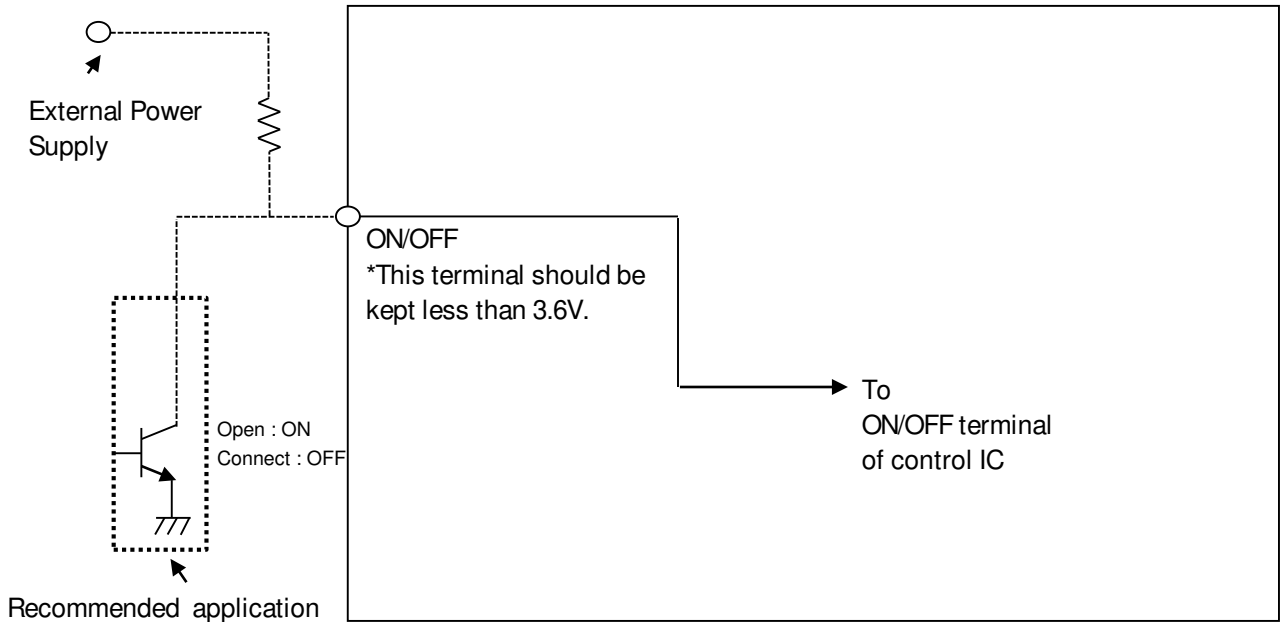 External Power
Supply
ON/OFF
*This terminal should be
kept less than 3.6V.
Open : ON
Connect : OFF
To
ON/OFF terminal
of control IC
Recommended application